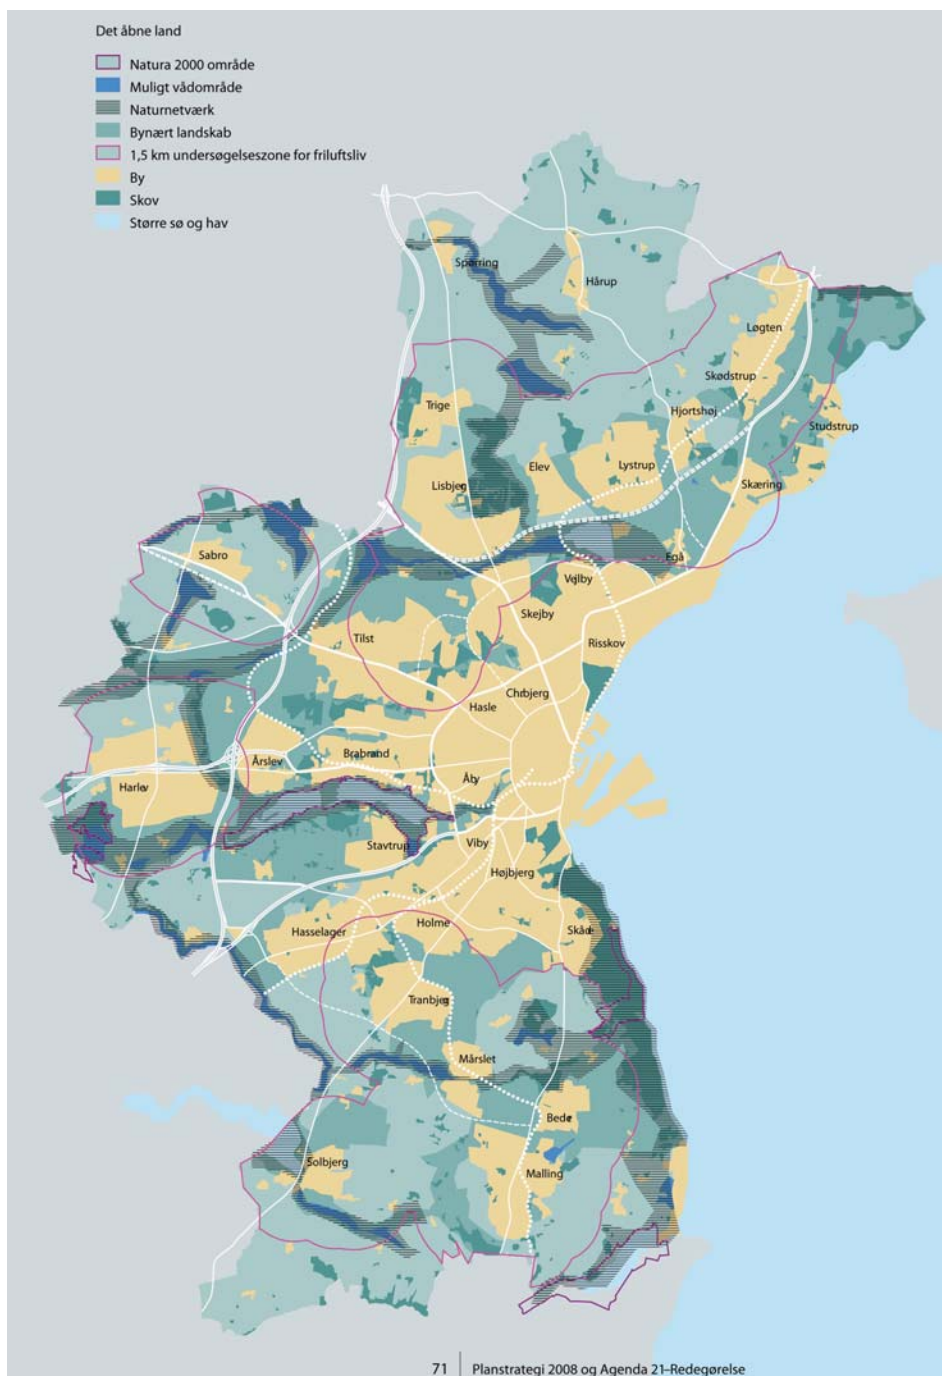 Det åbne land
Natura 2000 område
Muligt vådområde
Naturnetværk
Bynært landskab
1,5 km undersøgelseszone for friluftsliv
By
Skov
Større sø og hav
Spørring
Hårup
Løgten
Skødstrup
Trige
Hjortshøj
Studstrup
Elev
Lystrup
Lisbjerg
Skæring
Sabro
Egå
Vejlby
Skejby
Tilst
Risskov
Chr.bjerg
Hasle
Brabrand
Årslev
Åby
Harlev
Stavtrup
Viby
Højbjerg
Hasselager
Holme
Skåde
Tranbjerg
Mårslet
Beder
Solbjerg
Malling
71 | Planstrategi 2008 og Agenda 21–Redegørelse